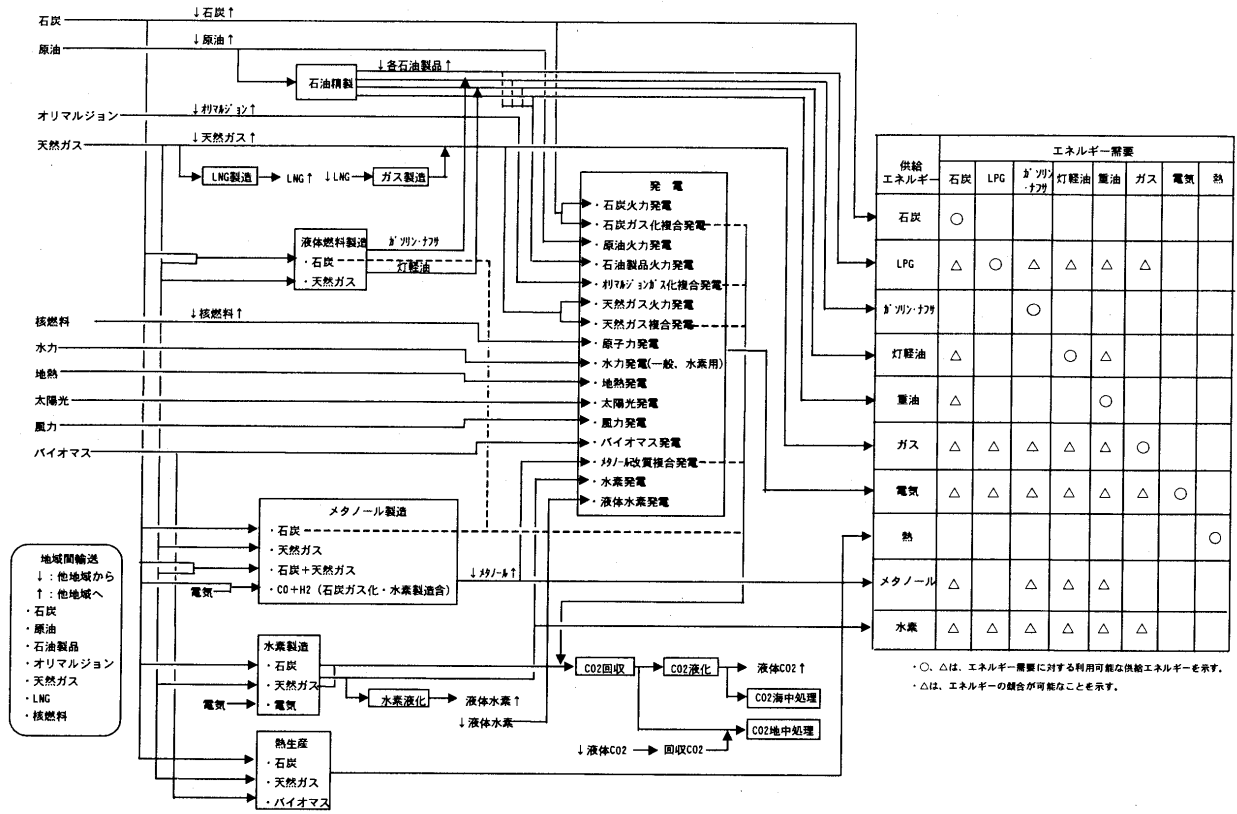 石炭
↓石炭↑
原油
↓原油↑
石油精製
↓各石油製品↑
オリマルジョン
↓オリマルジョン↑
天然ガス
↓天然ガス↑
LNG製造
LNG↑
↓LNG
ガス製造
液体燃料製造
・石炭
・天然ガス
ガソリン・ナフサ
灯軽油
核燃料
↓核燃料↑
水力
地熱
太陽光
風力
バイオマス
発電
・石炭火力発電
・石炭ガス化複合発電
・原油火力発電
・石油製品火力発電
・オリマルジョンガス化複合発電
・天然ガス火力発電
・天然ガス複合発電
・原子力発電
・水力発電(一般、水素用)
・地熱発電
・太陽光発電
・風力発電
・バイオマス発電
・メタノール改質複合発電
・水素発電
・液体水素発電
メタノール製造
・石炭
・天然ガス
・石炭+天然ガス
・CO+H2(石炭ガス化・水素製造含)
電気
↓メタノール↑
水素製造
・石炭
・天然ガス
・電気
電気
水素液化
液体水素↑
↓液体水素
熱生産
・石炭
・天然ガス
・バイオマス
CO2回収
CO2液化
液体CO2↑
CO2海中処理
CO2地中処理
↓液体CO2
回収CO2
地域間輸送
↓:他地域から
↑:他地域へ
・石炭
・原油
・石油製品
・オリマルジョン
・天然ガス
・LNG
・核燃料
供給エネルギー
エネルギー需要
石炭 LPG ガソリン・ナフサ 灯軽油 重油 ガス 電気 熱
石炭 ○
LPG △ ○ △ △ △ △
ガソリン・ナフサ ○
灯軽油 △ ○ △
重油 △ ○
ガス △ △ △ △ △ ○
電気 △ △ △ △ △ △ ○
熱 ○
メタノール △ △ △ △
水素 △ △ △ △ △ △
・○、△は、エネルギー需要に対する利用可能な供給エネルギーを示す。
・△は、エネルギーの競合が可能なことを示す。